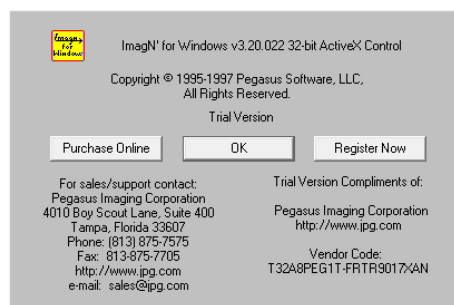 Imagn
for
Windows
ImagN' for Windows v3.20.022 32-bit ActiveX Control
Copyright © 1995-1997 Pegasus Software, LLC,
All Rights Reserved.
Trial Version
Purchase Online
OK
Register Now
For sales/support contact:
Pegasus Imaging Corporation
4010 Boy Scout Lane, Suite 400
Tampa, Florida 33607
Phone: (813) 875-7575
Fax: 813-875-7705
http://www.jpg.com
e-mail: sales@jpg.com
Trial Version Compliments of:
Pegasus Imaging Corporation
http://www.jpg.com
Vendor Code:
T32A8PEG1T-FRTR9017XAN